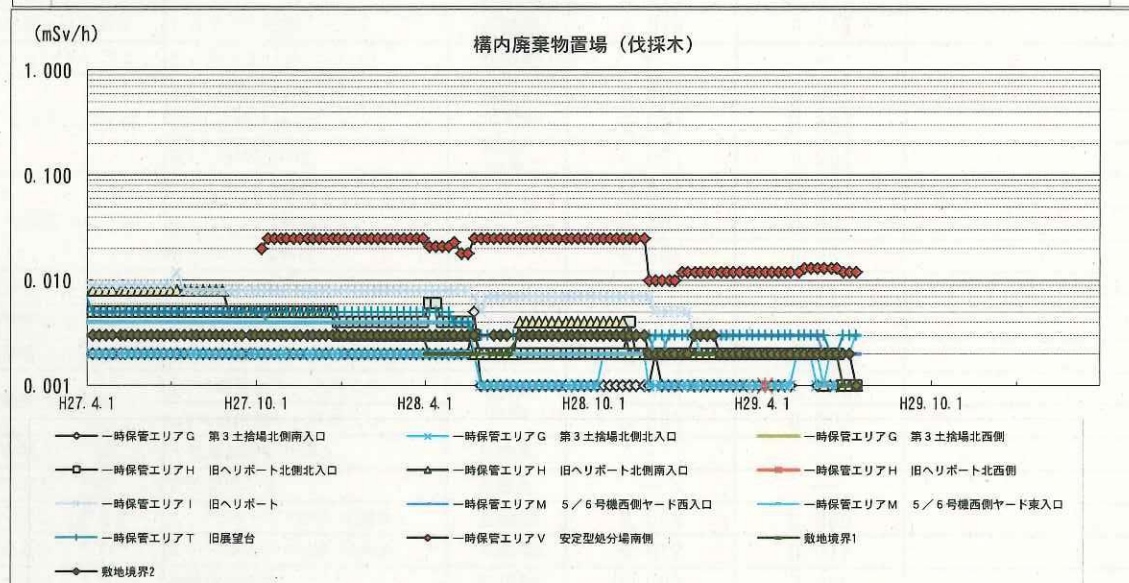 (mSv/h)
構内廃棄物置場（伐採木）
1.000
0.100
0.010
0.001
H27.4.1 H27.10.1 H28.4.1 H28.10.1 H29.4.1 H29.10.1
一時保管エリアG 第3土捨場北側南入口 一時保管エリアG 第3土捨場北側北入口 一時保管エリアG 第3土捨場北西側
一時保管エリアH 旧ヘリポート北側北入口 一時保管エリアH 旧ヘリポート北側南入口 一時保管エリアH 旧ヘリポート北西側
一時保管エリアI 旧ヘリポート 一時保管エリアM 5／6号機西側ヤード西入口 一時保管エリアM 5／6号機西側ヤード東入口
一時保管エリアT 旧展望台 一時保管エリアV 安定型処分場南側 敷地境界1
敷地境界2